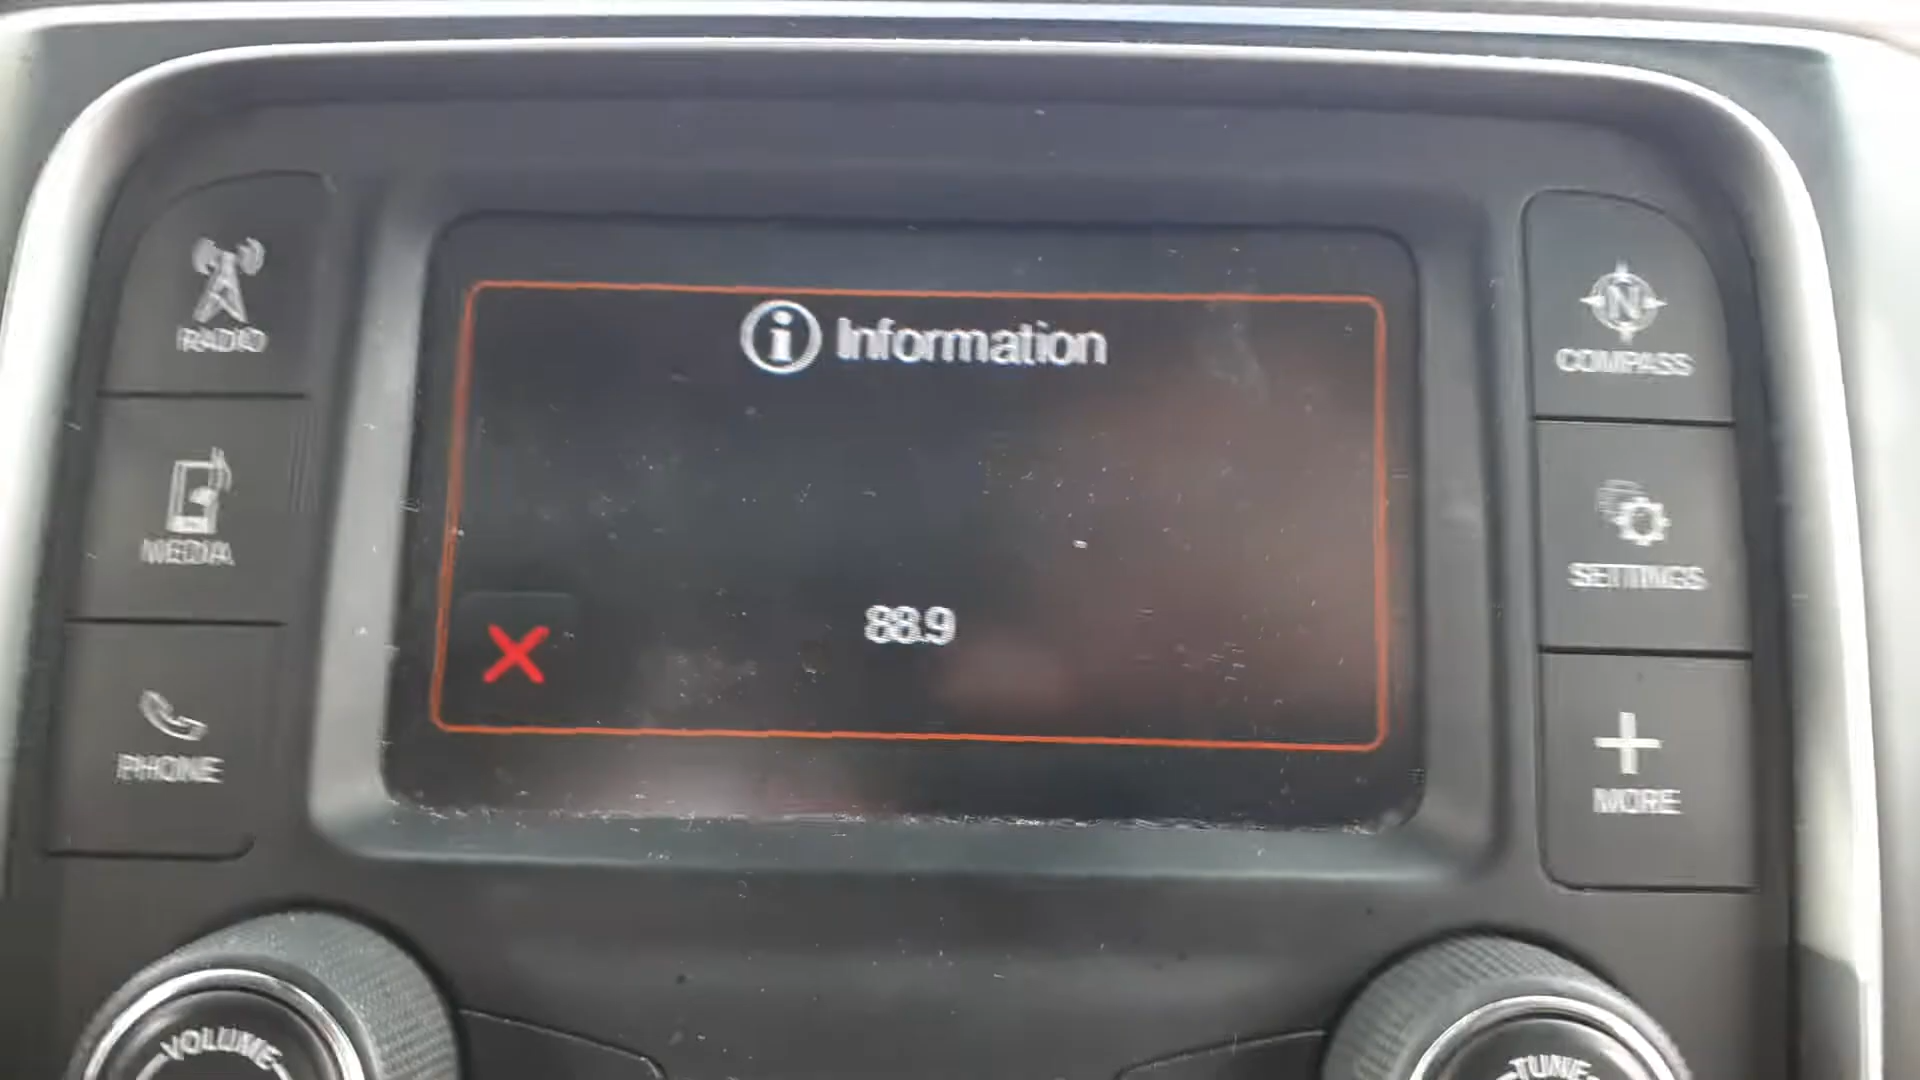 RADIO
MEDIA
PHONE
i Information
88.9
N
COMPASS
SETTINGS
MORE
VOLUME
TUNE